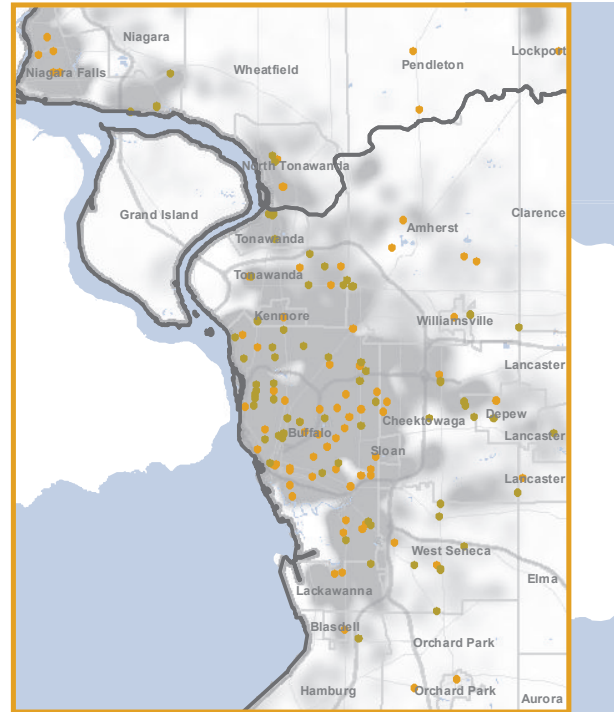 Niagara
Lockport
Pendleton
Wheatfield
Niagara Falls
North Tonawanda
Grand Island
Clarence
Amherst
Tonawanda
Tonawanda
Kenmore
Williamsville
Lancaster
Depew
Cheektowaga
Buffalo
Lancaster
Sloan
Lancaster
West Seneca
Elma
Lackawanna
Blasdell
Orchard Park
Hamburg
Orchard Park
Aurora